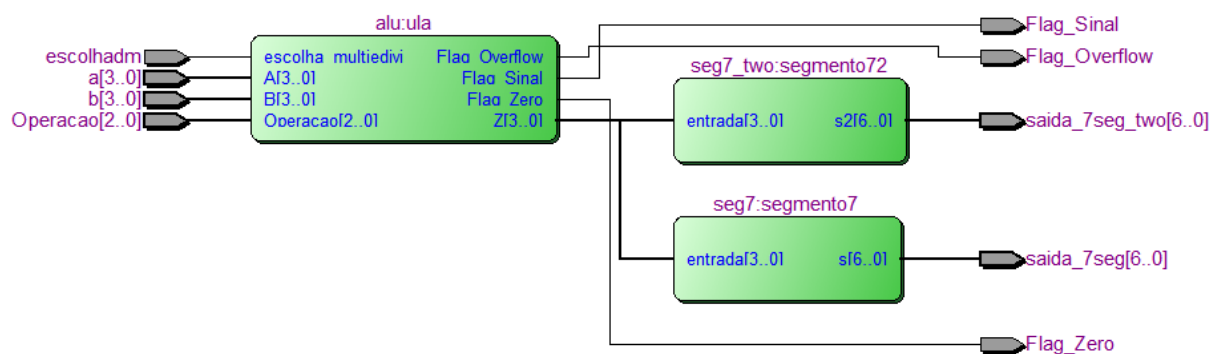 alu:ula
escolhadm
a[3..0]
b[3..0]
Operacao[2..0]
escolha_multiedivi
A[3..0]
B[3..0]
Operacao[2..0]
Flag_Overflow
Flag_Sinal
Flag_Zero
Z[3..0]
seg7_two:segmento72
entrada[3..0]
s2[6..0]
seg7:segmento7
entrada[3..0]
s[6..0]
Flag_Sinal
Flag_Overflow
saida_7seg_two[6..0]
saida_7seg[6..0]
Flag_Zero